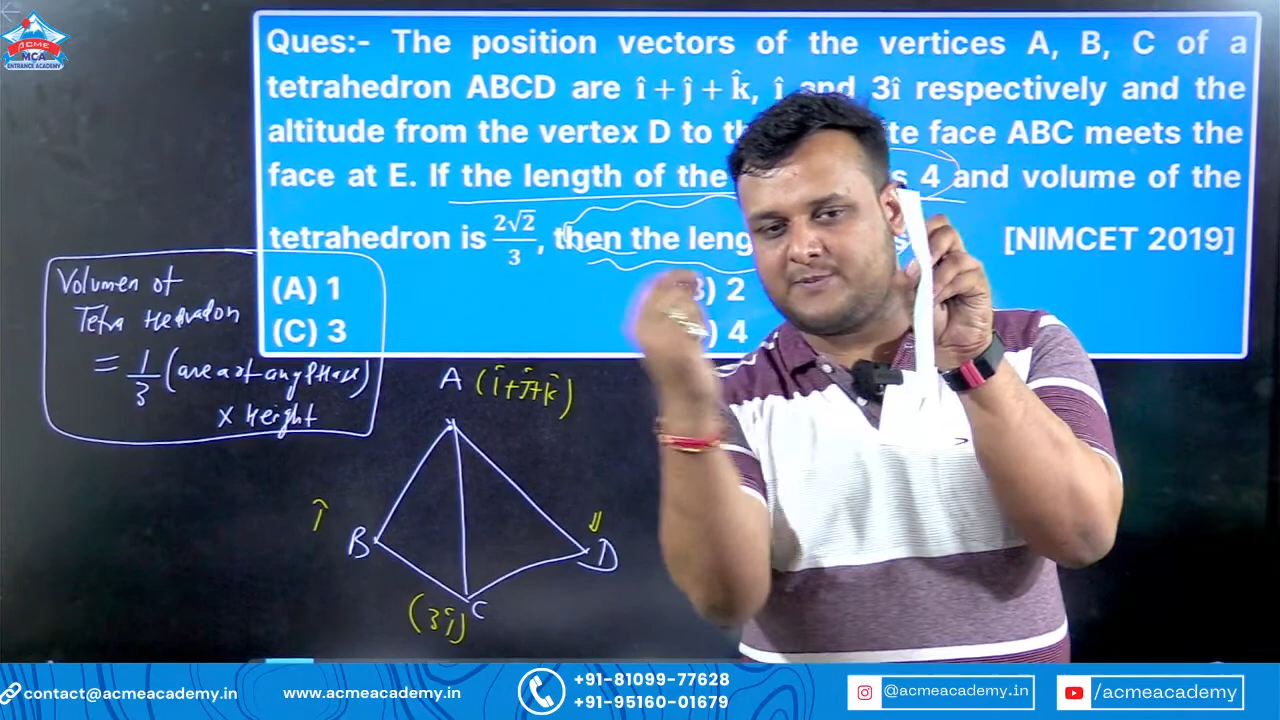 ACME
MCA
ENTRANCE ACADEMY
Ques:- The position vectors of the vertices A, B, C of a
tetrahedron ABCD are î + ĵ + k̂, î and 3î respectively and the
altitude from the vertex D to the face ABC meets the
face at E. If the length of the 4 and volume of the
tetrahedron is 2√2/3, then the [NIMCET 2019]
(A) 1 2
(C) 3 4
Volumen of
Tetra Hedradon
= 1/3 (area of any phase)
x Height
A (î+ĵ+k̂)
î
B
D
(3î) C
contact@acmeacademy.in
www.acmeacademy.in
+91-81099-77628
+91-95160-01679
@acmeacademy.in
/acmeacademy